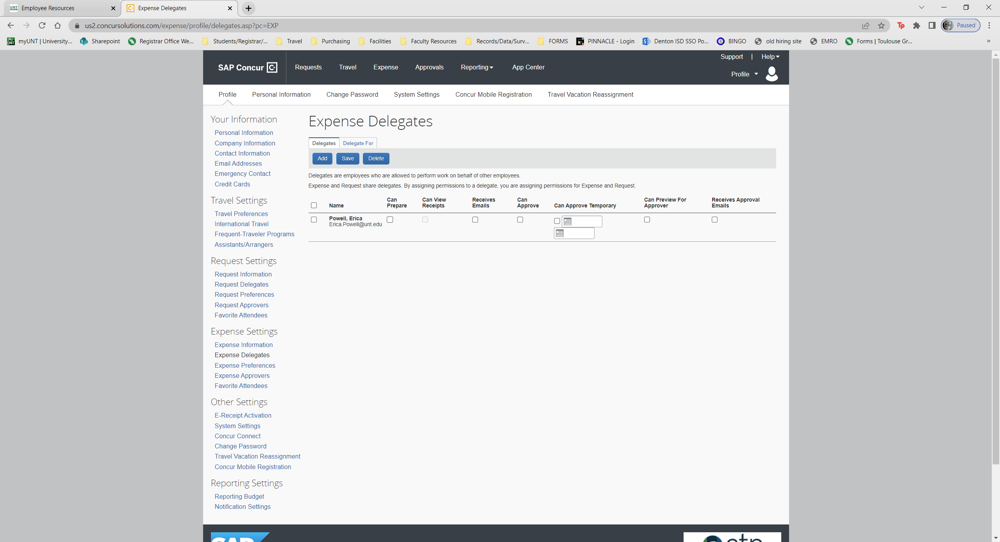 Employee Resources
Expense Delegates
us2.concursolutions.com/expense/profile/delegates.asp?pc=EXP
Paused
myUNT | University...
Sharepoint
Registrar Office We...
Students/Registrar/...
Travel
Purchasing
Facilities
Faculty Resources
Records/Data/Surv...
FORMS
PINNACLE - Login
Denton ISD SSO Po...
BINGO
old hiring site
EMRO
Forms | Toulouse Gr...
SAP Concur
Requests
Travel
Expense
Approvals
Reporting
App Center
Support | Help
Profile
Profile
Personal Information
Change Password
System Settings
Concur Mobile Registration
Travel Vacation Reassignment
Your Information
Personal Information
Company Information
Contact Information
Email Addresses
Emergency Contact
Credit Cards
Travel Settings
Travel Preferences
International Travel
Frequent-Traveler Programs
Assistants/Arrangers
Request Settings
Request Information
Request Delegates
Request Preferences
Request Approvers
Favorite Attendees
Expense Settings
Expense Information
Expense Delegates
Expense Preferences
Expense Approvers
Favorite Attendees
Other Settings
E-Receipt Activation
System Settings
Concur Connect
Change Password
Travel Vacation Reassignment
Concur Mobile Registration
Reporting Settings
Reporting Budget
Notification Settings
Expense Delegates
Delegates
Delegate For
Add
Save
Delete
Delegates are employees who are allowed to perform work on behalf of other employees.
Expense and Request share delegates. By assigning permissions to a delegate, you are assigning permissions for Expense and Request.
Name
Can Prepare
Can View Receipts
Receives Emails
Can Approve
Can Approve Temporary
Can Preview For Approver
Receives Approval Emails
Powell, Erica
Erica.Powell@unt.edu
SAP